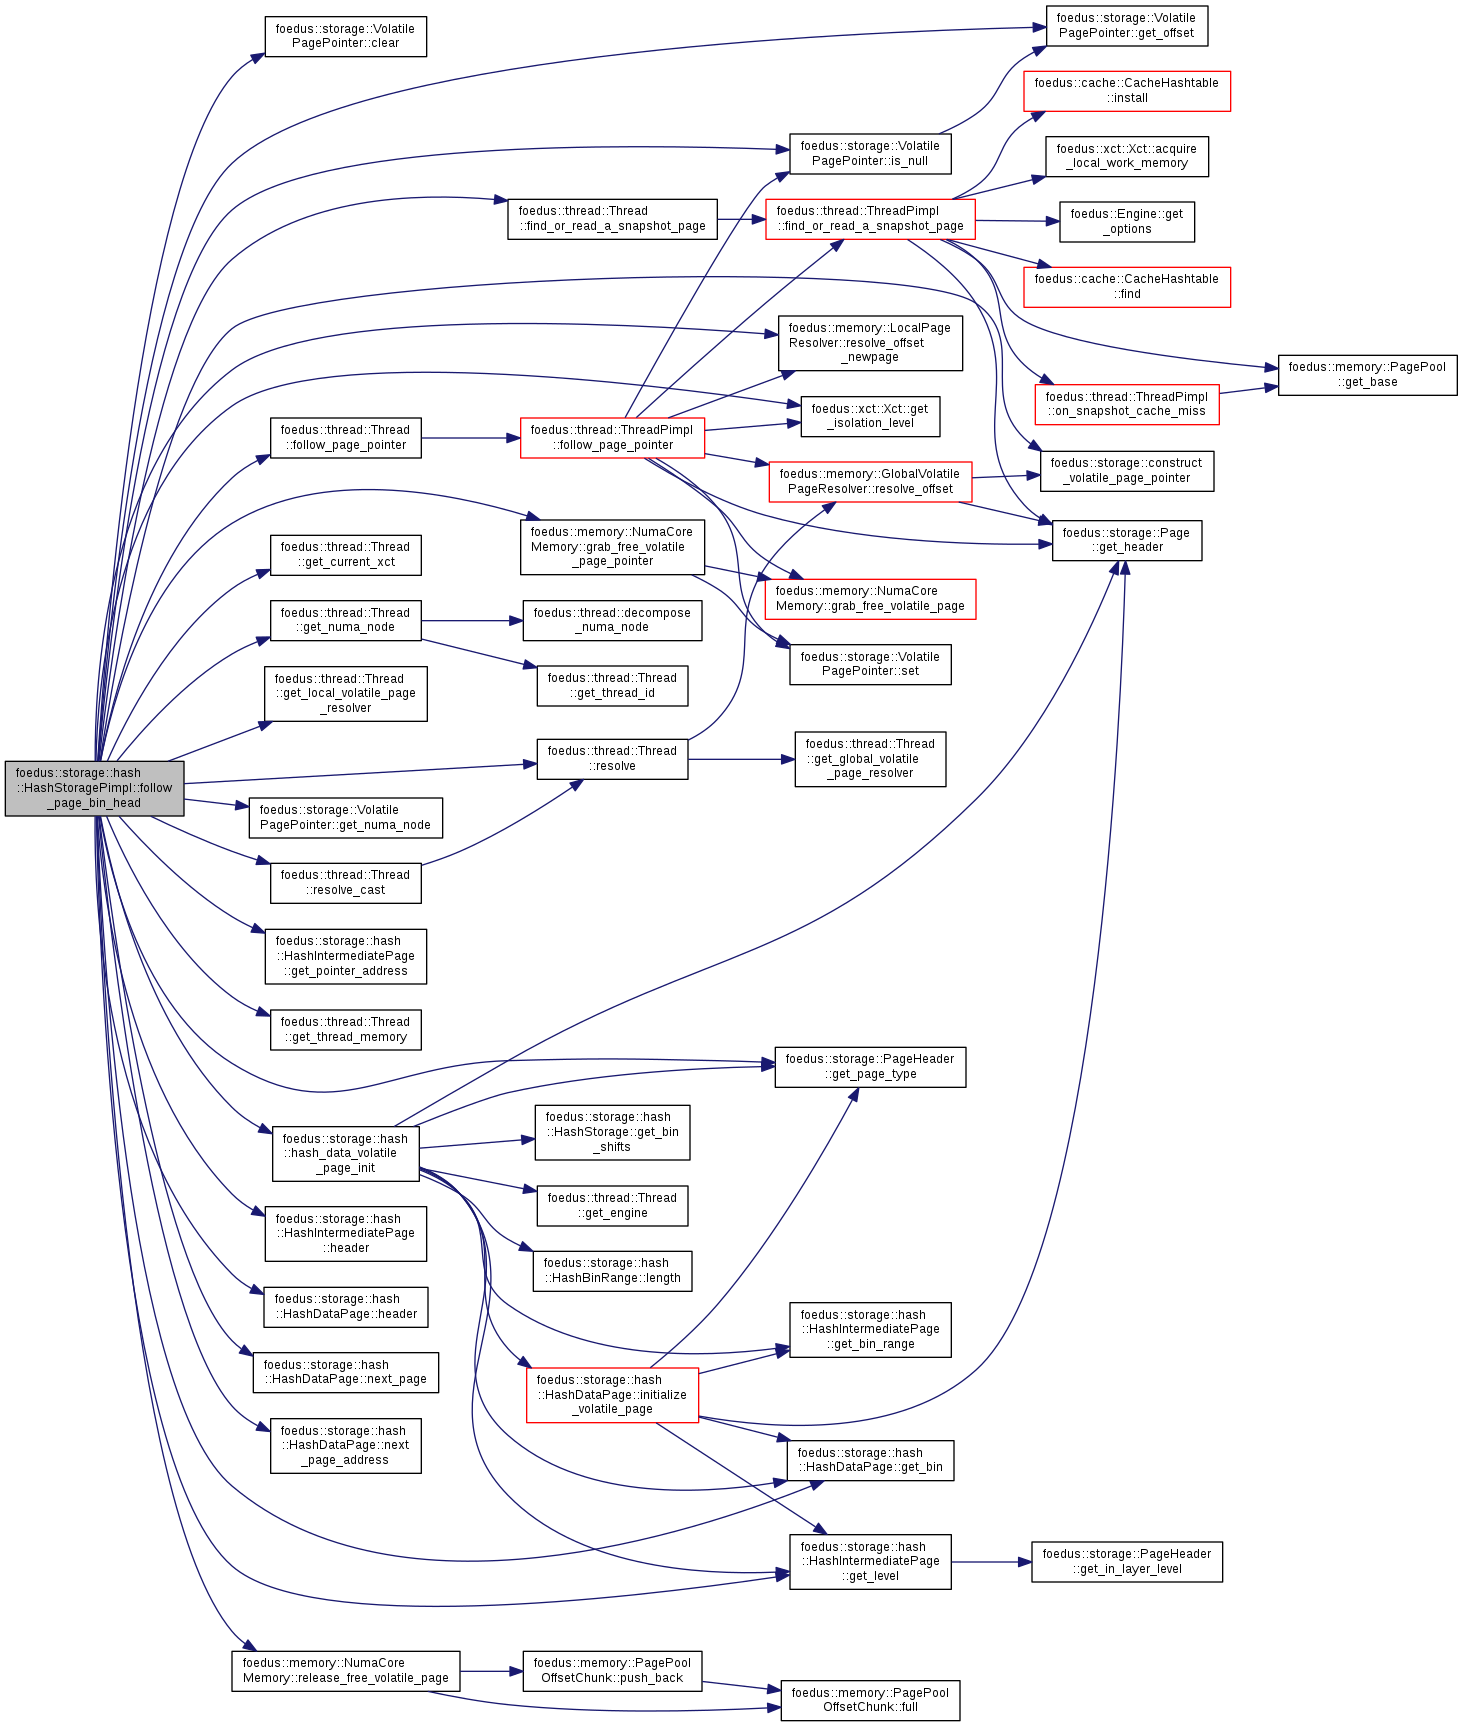 foedus::storage::Volatile
PagePointer::clear
foedus::storage::Volatile
PagePointer::get_offset
foedus::cache::CacheHashtable
::install
foedus::storage::Volatile
PagePointer::is_null
foedus::xct::Xct::acquire
_local_work_memory
foedus::thread::Thread
::find_or_read_a_snapshot_page
foedus::thread::ThreadPimpl
::find_or_read_a_snapshot_page
foedus::Engine::get
_options
foedus::cache::CacheHashtable
::find
foedus::memory::LocalPage
Resolver::resolve_offset
_newpage
foedus::memory::PagePool
::get_base
foedus::thread::ThreadPimpl
::on_snapshot_cache_miss
foedus::xct::Xct::get
_isolation_level
foedus::thread::Thread
::follow_page_pointer
foedus::thread::ThreadPimpl
::follow_page_pointer
foedus::memory::GlobalVolatile
PageResolver::resolve_offset
foedus::storage::construct
_volatile_page_pointer
foedus::memory::NumaCore
Memory::grab_free_volatile
_page_pointer
foedus::storage::Page
::get_header
foedus::thread::Thread
::get_current_xct
foedus::memory::NumaCore
Memory::grab_free_volatile_page
foedus::thread::Thread
::get_numa_node
foedus::thread::decompose
_numa_node
foedus::storage::Volatile
PagePointer::set
foedus::thread::Thread
::get_thread_id
foedus::thread::Thread
::get_local_volatile_page
_resolver
foedus::thread::Thread
::resolve
foedus::thread::Thread
::get_global_volatile
_page_resolver
foedus::storage::hash
::HashStoragePimpl::follow
_page_bin_head
foedus::storage::Volatile
PagePointer::get_numa_node
foedus::thread::Thread
::resolve_cast
foedus::storage::hash
::HashIntermediatePage
::get_pointer_address
foedus::thread::Thread
::get_thread_memory
foedus::storage::PageHeader
::get_page_type
foedus::storage::hash
::hash_data_volatile
_page_init
foedus::storage::hash
::HashStorage::get_bin
_shifts
foedus::thread::Thread
::get_engine
foedus::storage::hash
::HashIntermediatePage
::header
foedus::storage::hash
::HashBinRange::length
foedus::storage::hash
::HashDataPage::header
foedus::storage::hash
::HashIntermediatePage
::get_bin_range
foedus::storage::hash
::HashDataPage::next_page
foedus::storage::hash
::HashDataPage::initialize
_volatile_page
foedus::storage::hash
::HashDataPage::next
_page_address
foedus::storage::hash
::HashDataPage::get_bin
foedus::storage::hash
::HashIntermediatePage
::get_level
foedus::storage::PageHeader
::get_in_layer_level
foedus::memory::NumaCore
Memory::release_free_volatile_page
foedus::memory::PagePool
OffsetChunk::push_back
foedus::memory::PagePool
OffsetChunk::full